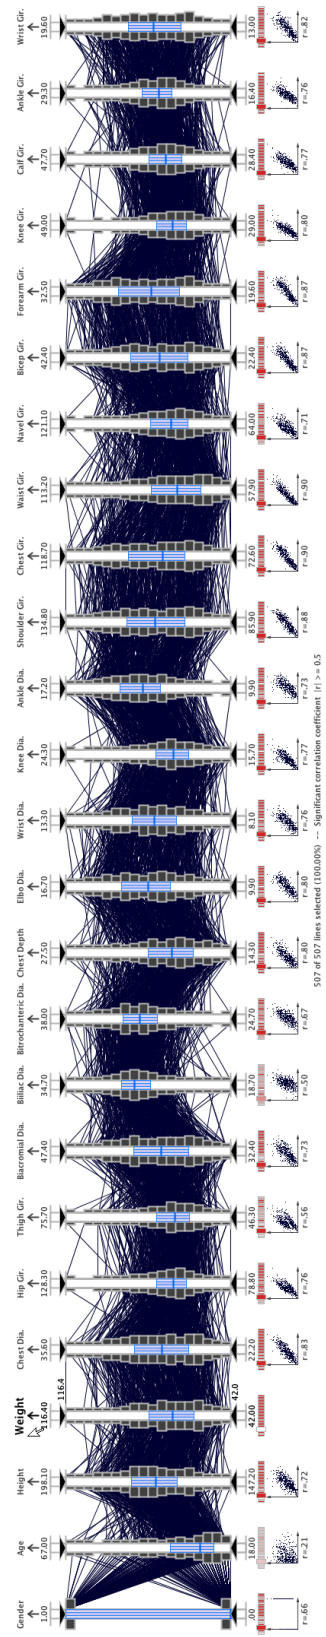 Gender Age Height Weight Chest Dia. Hip Gir. Thigh Gir. Biacromial Dia. Biiliac Dia. Bitrochanteric Dia. Chest Depth Elbo Dia. Wrist Dia. Knee Dia. Ankle Dia. Shoulder Gir. Chest Gir. Waist Gir. Navel Gir. Bicep Gir. Forearm Gir. Knee Gir. Calf Gir. Ankle Gir. Wrist Gir.
1.00 67.00 198.10 116.40 35.60 128.30 75.70 47.40 34.70 38.00 27.50 16.70 13.30 24.30 17.20 134.80 118.70 113.20 121.10 42.40 32.50 49.00 47.70 29.30 19.60
116.4
42.0
.00 18.00 147.20 42.00 22.20 78.80 46.30 32.40 18.70 24.70 14.30 9.90 8.10 15.70 9.90 85.90 72.60 57.90 64.00 22.40 19.60 29.00 28.40 16.40 13.00
r=.66 r=.21 r=.72 r=.83 r=.76 r=.56 r=.73 r=.50 r=.67 r=.80 r=.80 r=.76 r=.77 r=.73 r=.88 r=.90 r=.90 r=.71 r=.87 r=.87 r=.80 r=.77 r=.76 r=.82
507 of 507 lines selected (100.00%) -- Significant correlation coefficient |r| >= 0.5